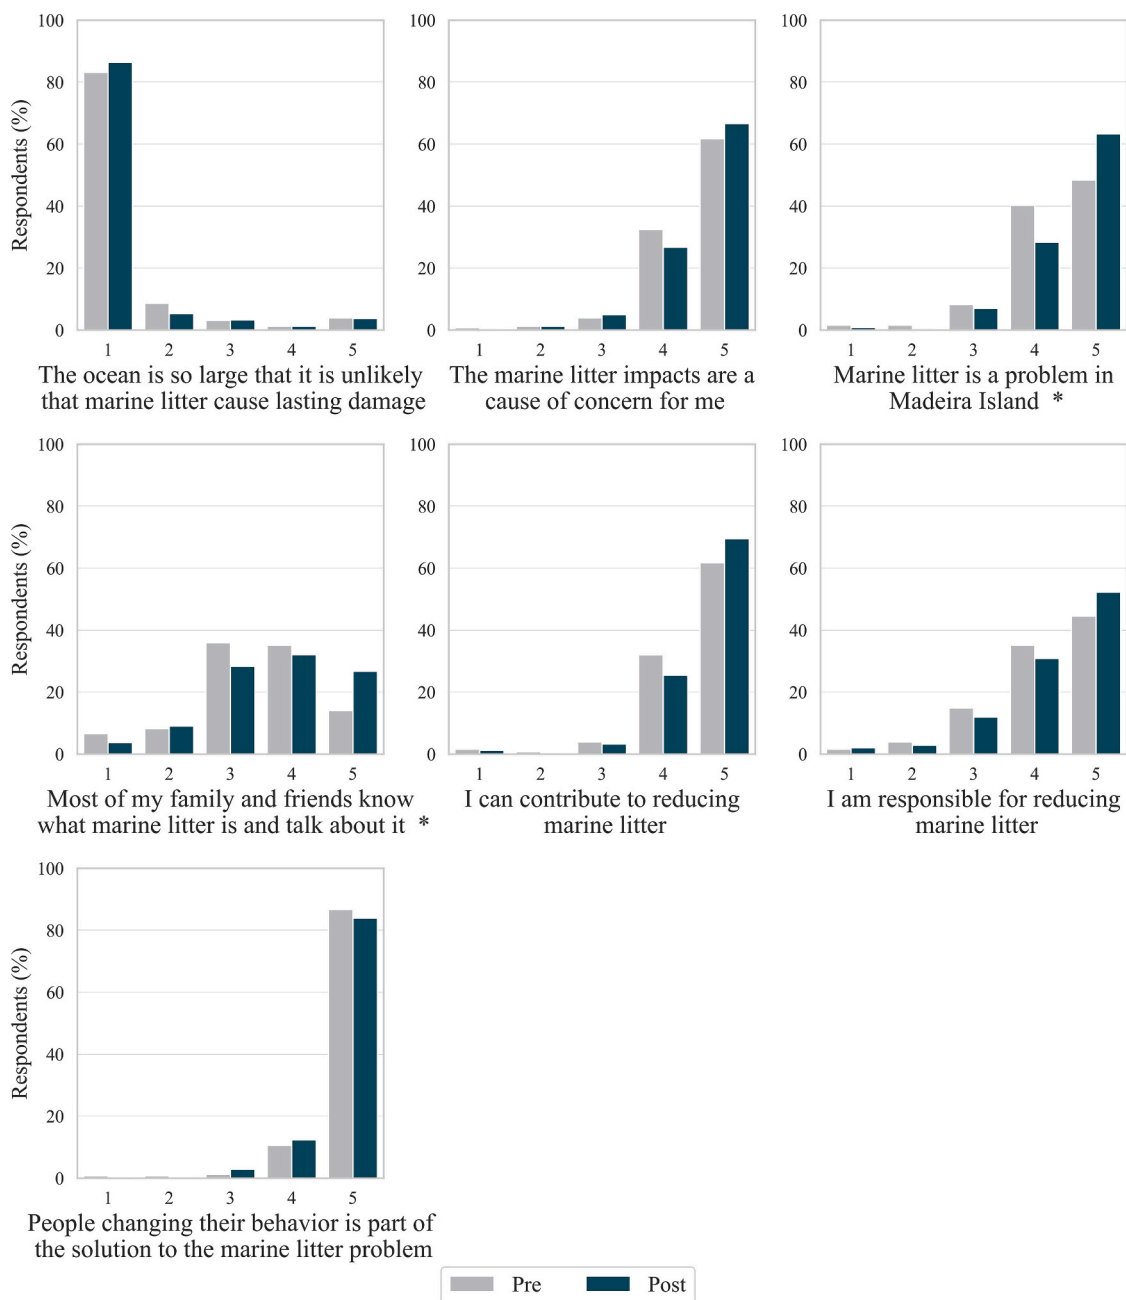 100
80
60
40
20
0
Respondents (%)
1 2 3 4 5
The ocean is so large that it is unlikely
that marine litter cause lasting damage
100
80
60
40
20
0
1 2 3 4 5
The marine litter impacts are a
cause of concern for me
100
80
60
40
20
0
1 2 3 4 5
Marine litter is a problem in
Madeira Island *
100
80
60
40
20
0
Respondents (%)
1 2 3 4 5
Most of my family and friends know
what marine litter is and talk about it *
100
80
60
40
20
0
1 2 3 4 5
I can contribute to reducing
marine litter
100
80
60
40
20
0
1 2 3 4 5
I am responsible for reducing
marine litter
100
80
60
40
20
0
Respondents (%)
1 2 3 4 5
People changing their behavior is part of
the solution to the marine litter problem
Pre Post